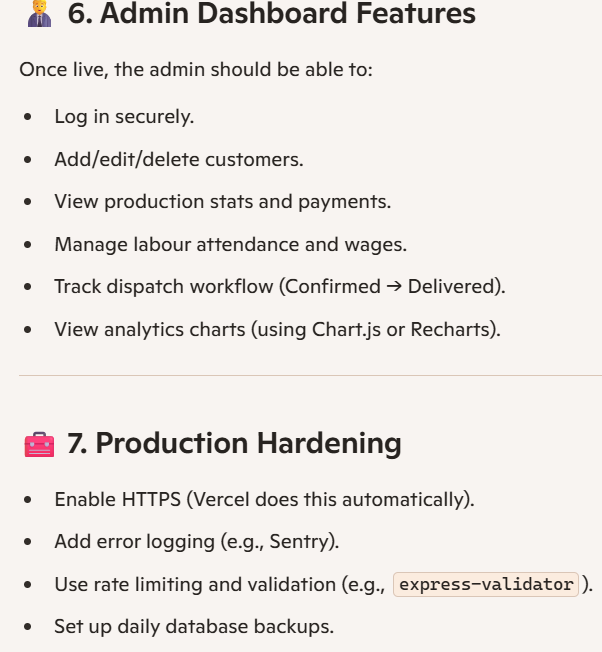 6. Admin Dashboard Features
Once live, the admin should be able to:
• Log in securely.
• Add/edit/delete customers.
• View production stats and payments.
• Manage labour attendance and wages.
• Track dispatch workflow (Confirmed → Delivered).
• View analytics charts (using Chart.js or Recharts).
7. Production Hardening
• Enable HTTPS (Vercel does this automatically).
• Add error logging (e.g., Sentry).
• Use rate limiting and validation (e.g., express-validator).
• Set up daily database backups.